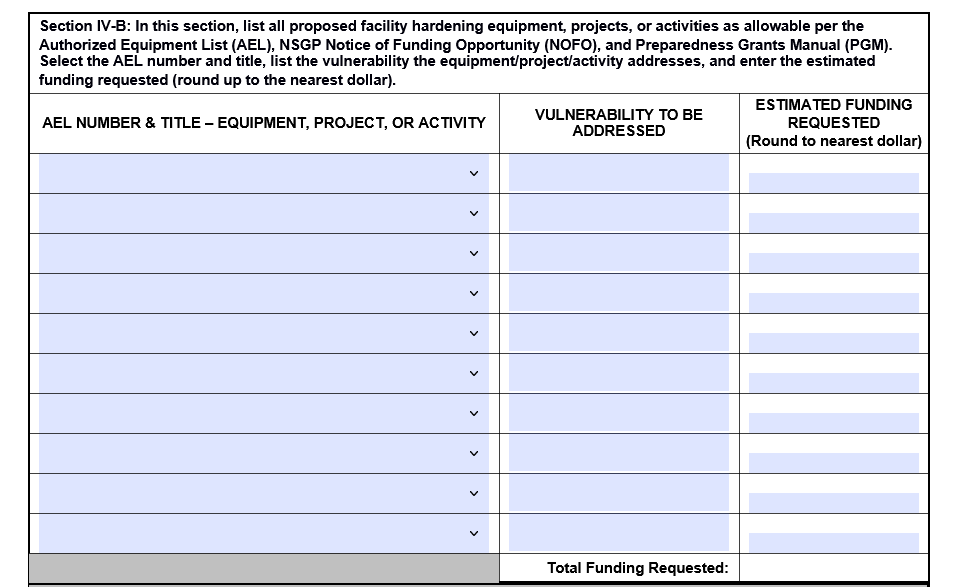 Section IV-B: In this section, list all proposed facility hardening equipment, projects, or activities as allowable per the
Authorized Equipment List (AEL), NSGP Notice of Funding Opportunity (NOFO), and Preparedness Grants Manual (PGM).
Select the AEL number and title, list the vulnerability the equipment/project/activity addresses, and enter the estimated
funding requested (round up to the nearest dollar).
AEL NUMBER & TITLE – EQUIPMENT, PROJECT, OR ACTIVITY
VULNERABILITY TO BE
ADDRESSED
ESTIMATED FUNDING
REQUESTED
(Round to nearest dollar)
Total Funding Requested: